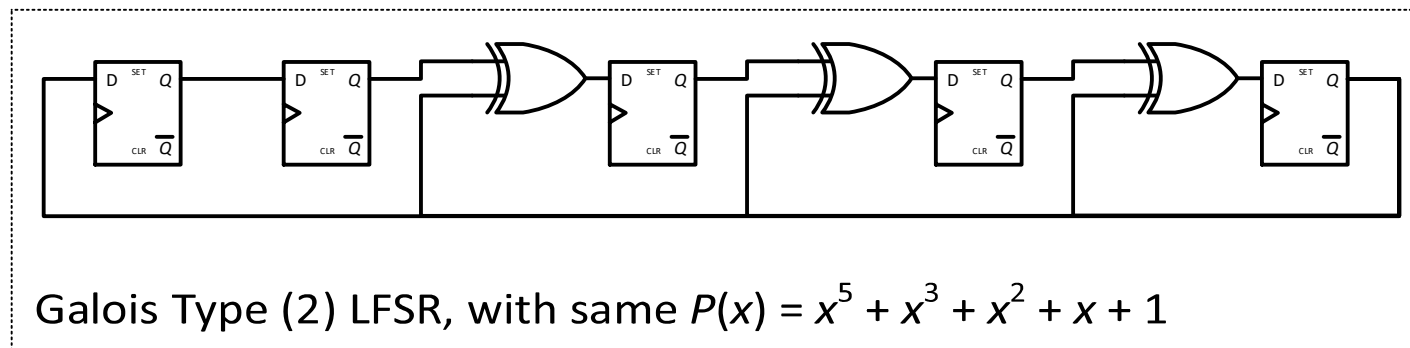 D SET Q CLR Q̅
D SET Q CLR Q̅
D SET Q CLR Q̅
D SET Q CLR Q̅
D SET Q CLR Q̅
Galois Type (2) LFSR, with same P(x) = x⁵ + x³ + x² + x + 1